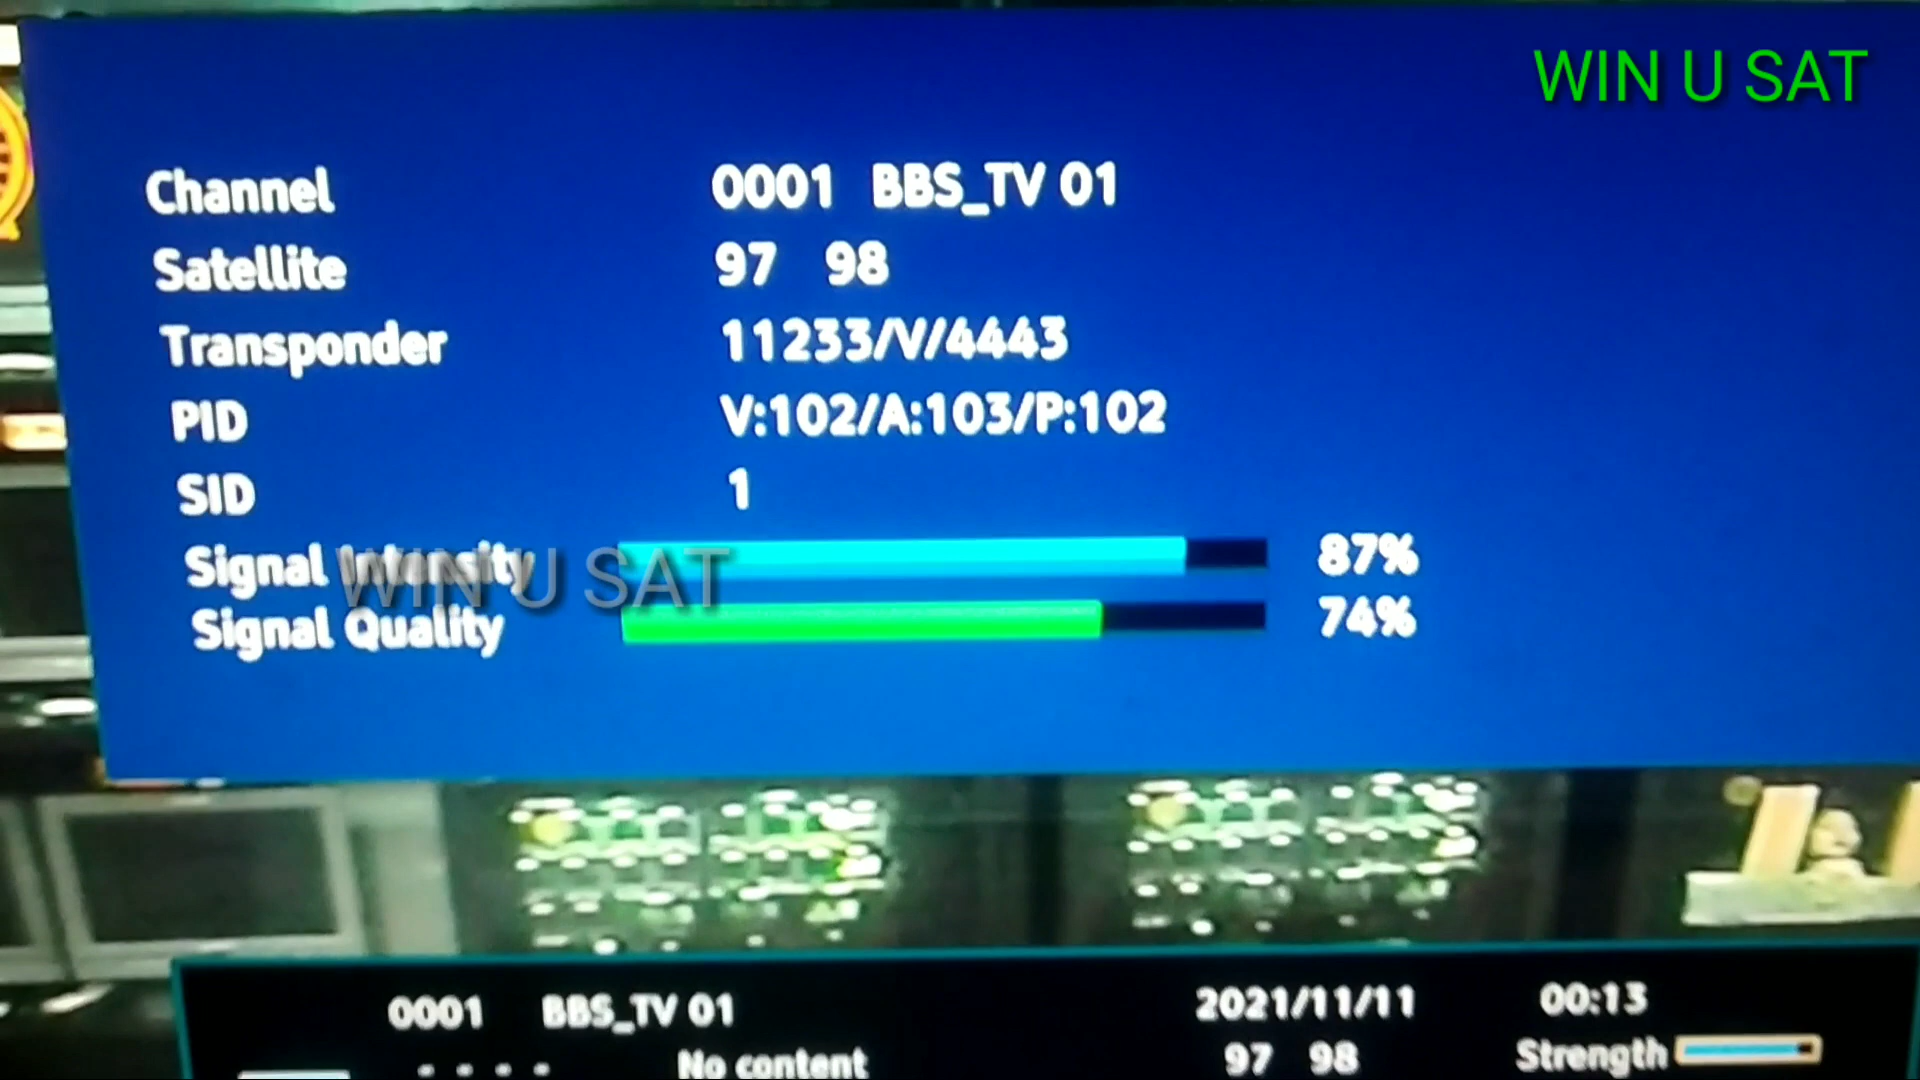 WIN U SAT
Channel 0001 BBS_TV 01
Satellite 97 98
Transponder 11233/V/4443
PID V:102/A:103/P:102
SID 1
Signal Intensity 87%
WIN U SAT
Signal Quality 74%
0001 BBS_TV 01 2021/11/11 00:13
- - - - No content 97 98 Strength